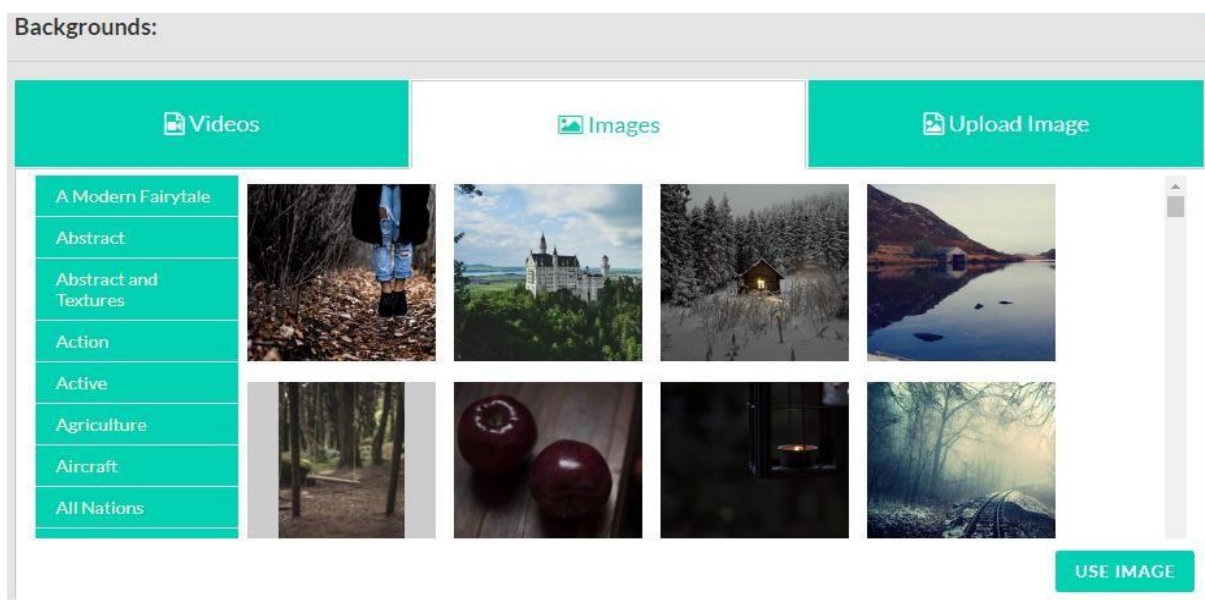 Backgrounds:
Videos
Images
Upload Image
A Modern Fairytale
Abstract
Abstract and
Textures
Action
Active
Agriculture
Aircraft
All Nations
USE IMAGE